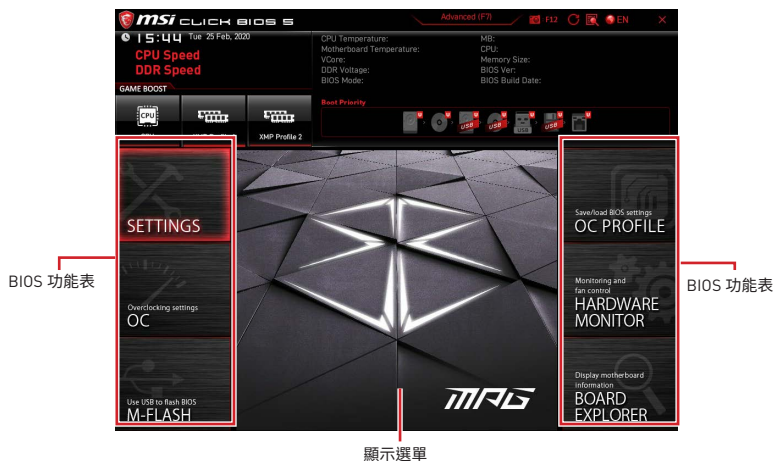 msi CLICK BIOS 5
Advanced (F7)
F12
EN
X
15:44 Tue 25 Feb, 2020
CPU Speed
DDR Speed
GAME BOOST
CPU
XMP Profile 2
CPU Temperature:
Motherboard Temperature:
VCore:
DDR Voltage:
BIOS Mode:
MB:
CPU:
Memory Size:
BIOS Ver:
BIOS Build Date:
Boot Priority
U
U
USB U
USB U
USB U
USB U
U
SETTINGS
Overclocking settings
OC
Use USB to flash BIOS
M-FLASH
Save/load BIOS settings
OC PROFILE
Monitoring and
fan control
HARDWARE
MONITOR
Display motherboard
information
BOARD
EXPLORER
MPG
BIOS 功能表
BIOS 功能表
顯示選單